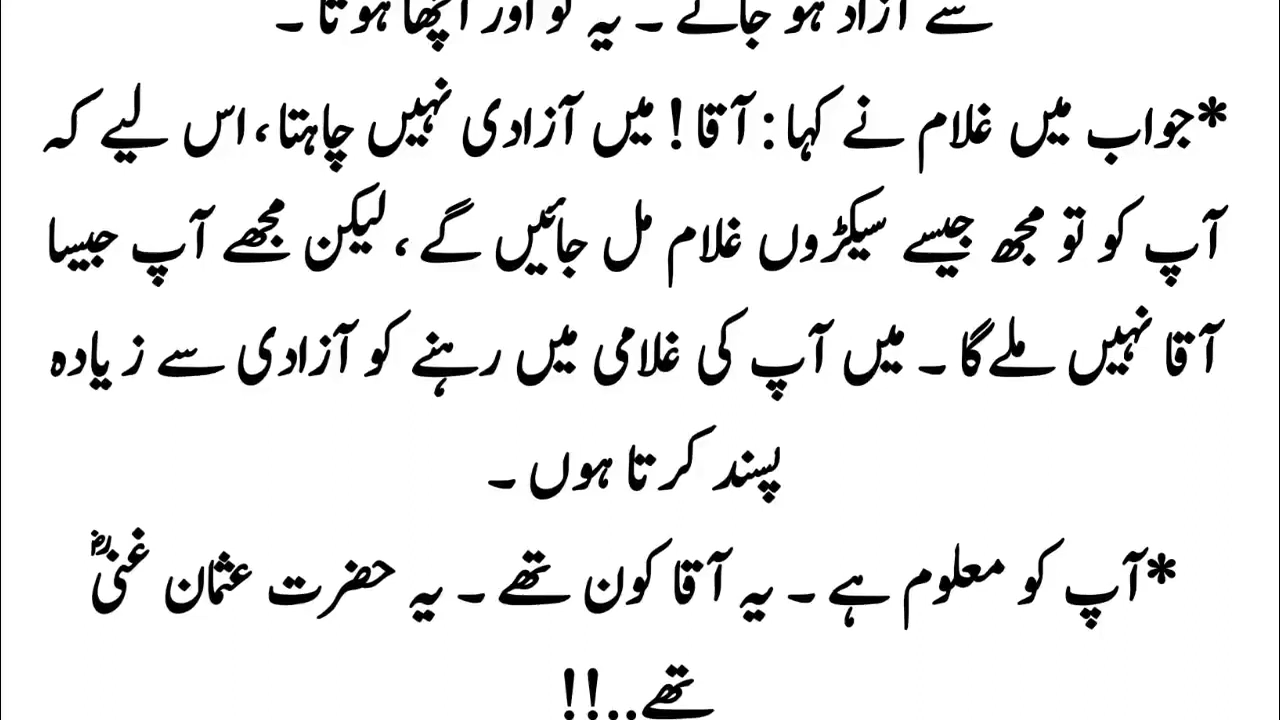 سے آزاد ہو جاتے ۔ یہ تو اور اچھا ہوتا ۔
*جواب میں غلام نے کہا : آقا ! میں آزادی نہیں چاہتا ، اس لیے کہ
آپ کو تو مجھ جیسے سیکڑوں غلام مل جائیں گے ، لیکن مجھے آپ جیسا
آقا نہیں ملے گا ۔ میں آپ کی غلامی میں رہنے کو آزادی سے زیادہ
پسند کرتا ہوں ۔
*آپ کو معلوم ہے ۔ یہ آقا کون تھے ۔ یہ حضرت عثمان غنیؓ
تھے..!!